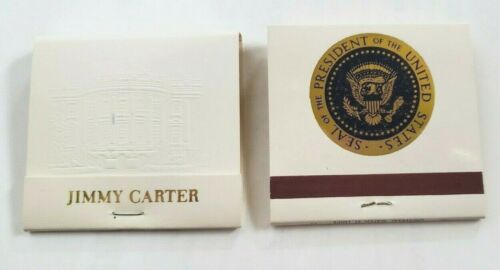 JIMMY CARTER
SEAL OF THE PRESIDENT OF THE UNITED STATES